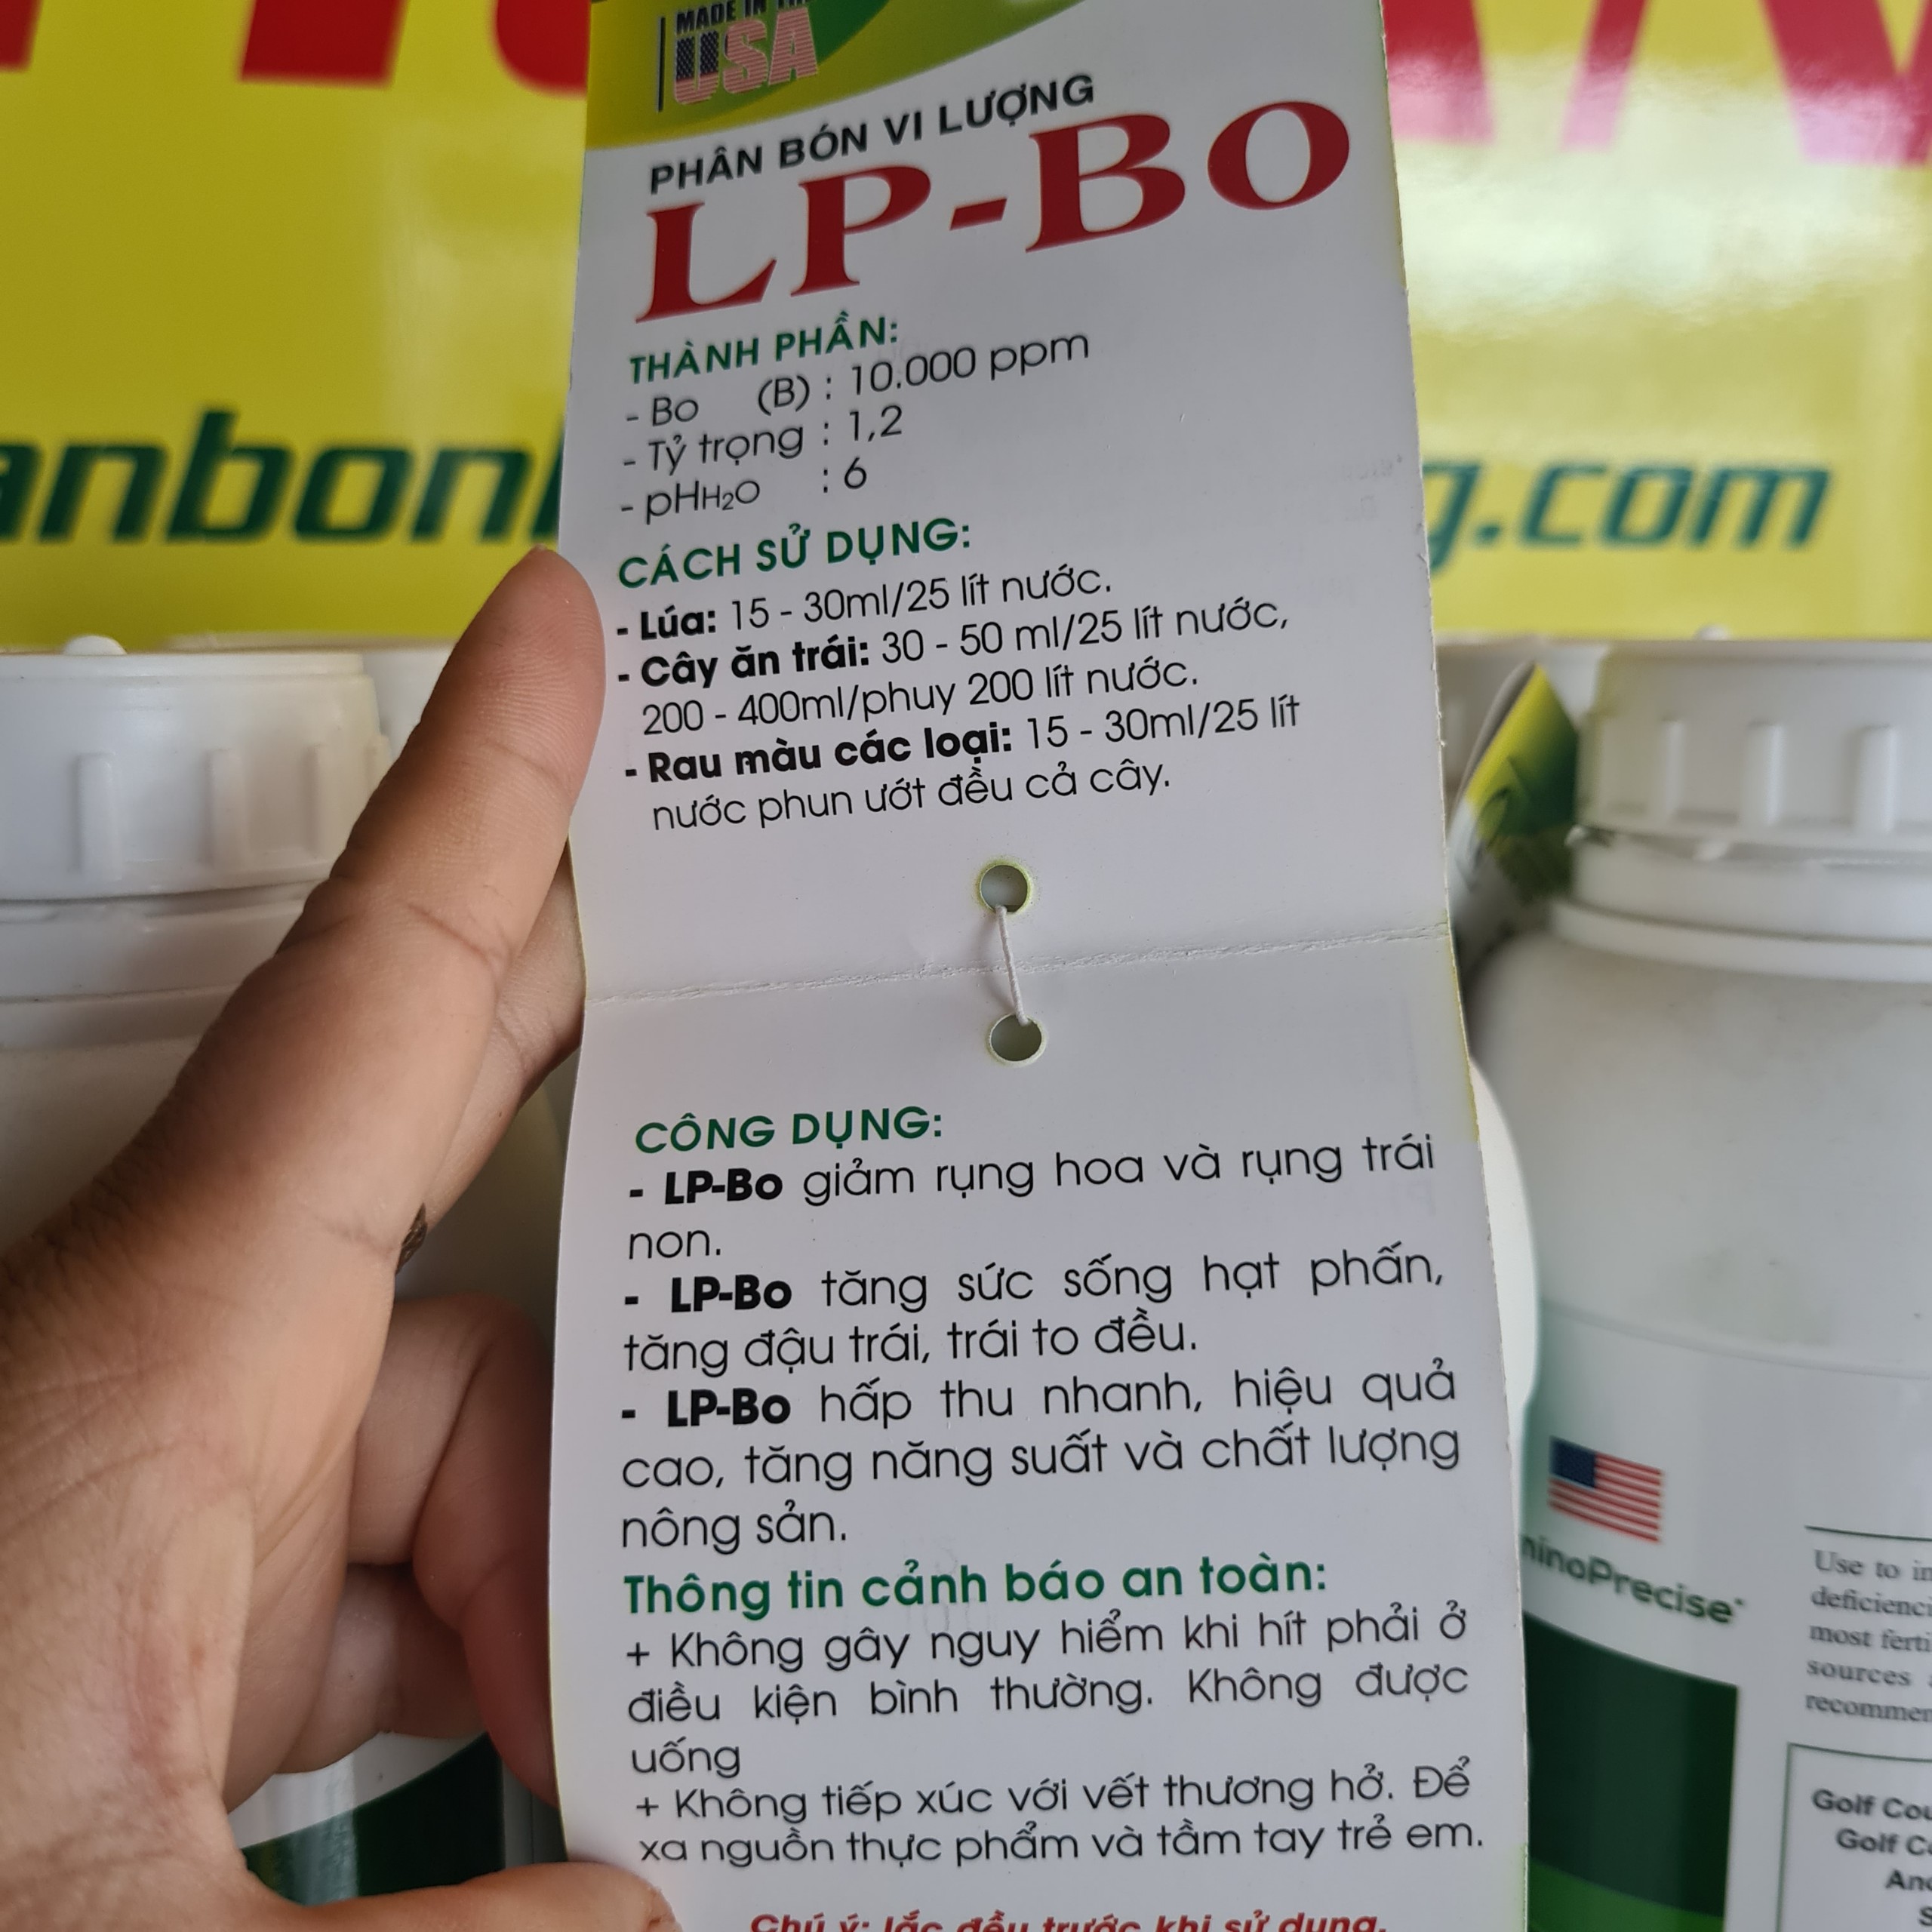 MADE IN THE
USA
PHÂN BÓN VI LƯỢNG
LP-Bo
THÀNH PHẦN:
- Bo (B) : 10.000 ppm
- Tỷ trọng : 1,2
- pHH₂O : 6
CÁCH SỬ DỤNG:
- Lúa: 15 - 30ml/25 lít nước.
- Cây ăn trái: 30 - 50 ml/25 lít nước,
200 - 400ml/phuy 200 lít nước.
- Rau màu các loại: 15 - 30ml/25 lít
nước phun ướt đều cả cây.
CÔNG DỤNG:
- LP-Bo giảm rụng hoa và rụng trái
non.
- LP-Bo tăng sức sống hạt phấn,
tăng đậu trái, trái to đều.
- LP-Bo hấp thu nhanh, hiệu quả
cao, tăng năng suất và chất lượng
nông sản.
Thông tin cảnh báo an toàn:
+ Không gây nguy hiểm khi hít phải ở
điều kiện bình thường. Không được
uống
+ Không tiếp xúc với vết thương hở. Để
xa nguồn thực phẩm và tầm tay trẻ em.
Chú ý: lắc đều trước khi sử dụng.
anbon
g.com
minoPrecise
Use to in
deficienci
most ferti
sources
recommen
Golf Cou
Golf C